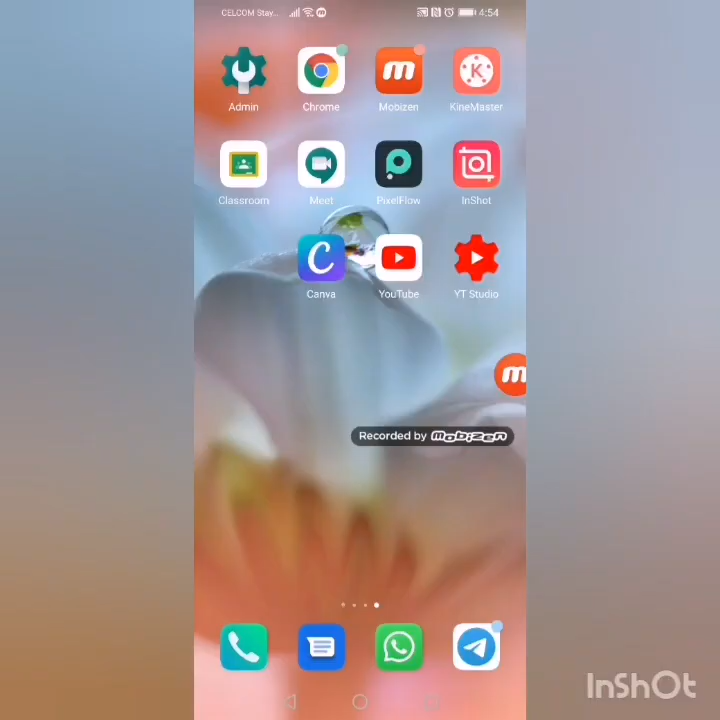 CELCOM Stay... 4:54
Admin Chrome Mobizen KineMaster
Classroom Meet PixelFlow InShot
Canva YouTube YT Studio
Recorded by mobizen
InShOt